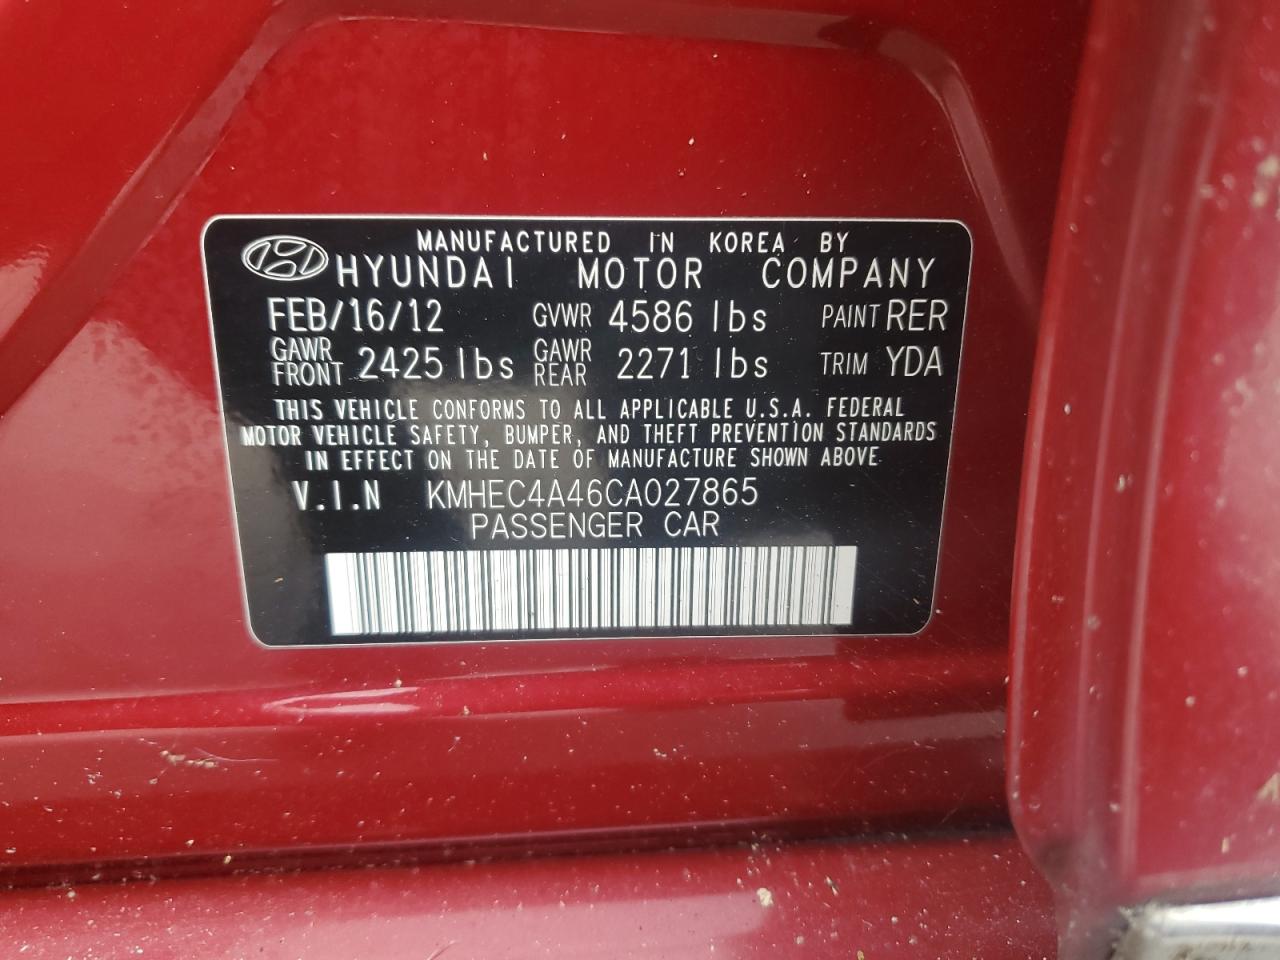 MANUFACTURED IN KOREA BY
HYUNDAI MOTOR COMPANY
FEB/16/12 GVWR 4586 lbs PAINT RER
GAWR FRONT 2425 lbs GAWR REAR 2271 lbs TRIM YDA
THIS VEHICLE CONFORMS TO ALL APPLICABLE U.S.A. FEDERAL
MOTOR VEHICLE SAFETY, BUMPER, AND THEFT PREVENTION STANDARDS
IN EFFECT ON THE DATE OF MANUFACTURE SHOWN ABOVE.
V.I.N KMHEC4A46CA027865
PASSENGER CAR